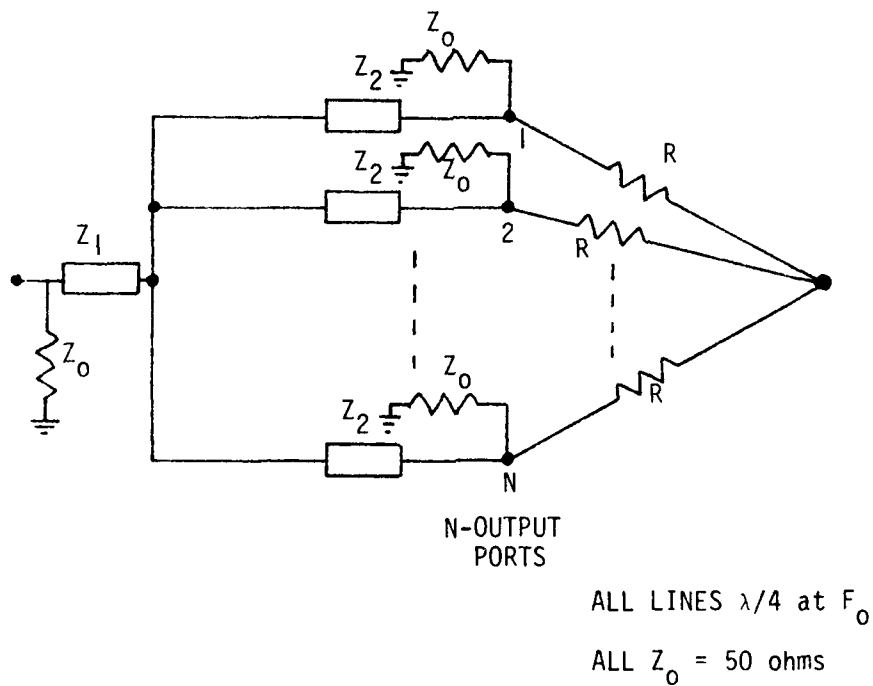 Zo
Z2
1
Zo
Z2
R
2
R
Z1
Zo
Zo
R
Z2
N
N-OUTPUT
PORTS
ALL LINES λ/4 at Fo
ALL Zo = 50 ohms